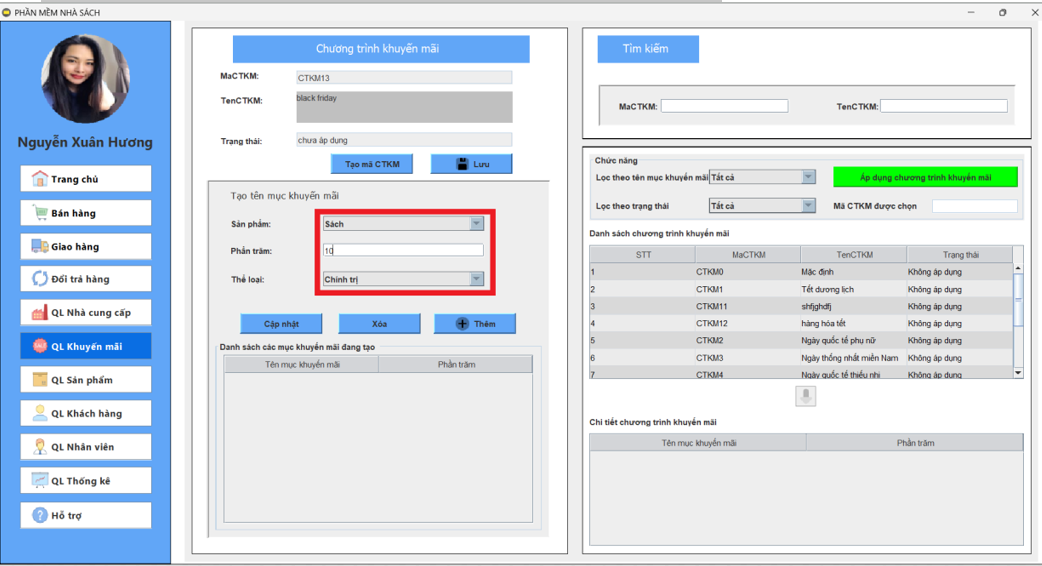 PHẦN MỀM NHÀ SÁCH
Nguyễn Xuân Hương
Trang chủ
Bán hàng
Giao hàng
Đổi trả hàng
QL Nhà cung cấp
QL Khuyến mãi
QL Sản phẩm
QL Khách hàng
QL Nhân viên
QL Thống kê
Hỗ trợ
Chương trình khuyến mãi
MaCTKM: CTKM13
TenCTKM: black friday
Trạng thái: chưa áp dụng
Tạo mã CTKM Lưu
Tạo tên mục khuyến mãi
Sản phẩm: Sách
Phần trăm: 10
Thể loại: Chính trị
Cập nhật Xóa Thêm
Danh sách các mục khuyến mãi đang tạo
Tên mục khuyến mãi Phần trăm
Tìm kiếm
MaCTKM: TenCTKM:
Chức năng
Lọc theo tên mục khuyến mãi Tất cả Áp dụng chương trình khuyến mãi
Lọc theo trạng thái Tất cả Mã CTKM được chọn
Danh sách chương trình khuyến mãi
STT MaCTKM TenCTKM Trạng thái
1 CTKM0 Mặc định Không áp dụng
2 CTKM1 Tết dương lịch Không áp dụng
3 CTKM11 shfjghdfj Không áp dụng
4 CTKM12 hàng hóa tết Không áp dụng
5 CTKM2 Ngày quốc tế phụ nữ Không áp dụng
6 CTKM3 Ngày thống nhất miền Nam Không áp dụng
7 CTKM4 Ngày quốc tế thiếu nhi Không áp dụng
Chi tiết chương trình khuyến mãi
Tên mục khuyến mãi Phần trăm